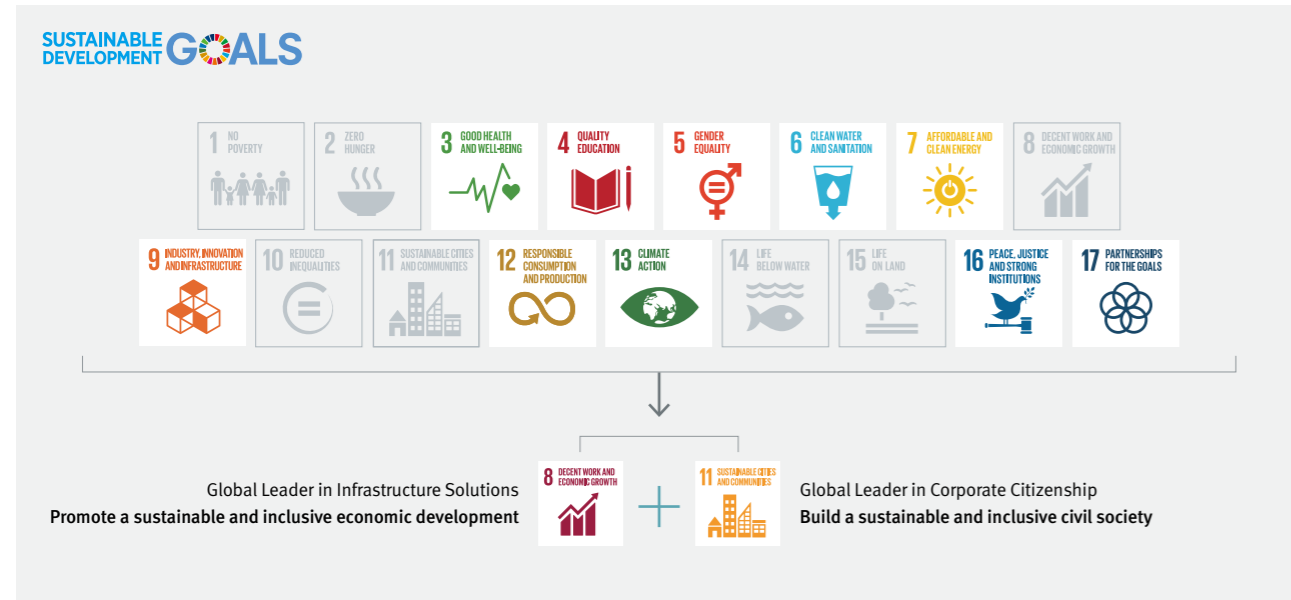 SUSTAINABLE
DEVELOPMENT GOALS
1 NO
POVERTY
2 ZERO
HUNGER
3 GOOD HEALTH
AND WELL-BEING
4 QUALITY
EDUCATION
5 GENDER
EQUALITY
6 CLEAN WATER
AND SANITATION
7 AFFORDABLE AND
CLEAN ENERGY
8 DECENT WORK AND
ECONOMIC GROWTH
9 INDUSTRY, INNOVATION
AND INFRASTRUCTURE
10 REDUCED
INEQUALITIES
11 SUSTAINABLE CITIES
AND COMMUNITIES
12 RESPONSIBLE
CONSUMPTION
AND PRODUCTION
13 CLIMATE
ACTION
14 LIFE
BELOW WATER
15 LIFE
ON LAND
16 PEACE, JUSTICE
AND STRONG
INSTITUTIONS
17 PARTNERSHIPS
FOR THE GOALS
Global Leader in Infrastructure Solutions
Promote a sustainable and inclusive economic development
8 DECENT WORK AND
ECONOMIC GROWTH
11 SUSTAINABLE CITIES
AND COMMUNITIES
Global Leader in Corporate Citizenship
Build a sustainable and inclusive civil society